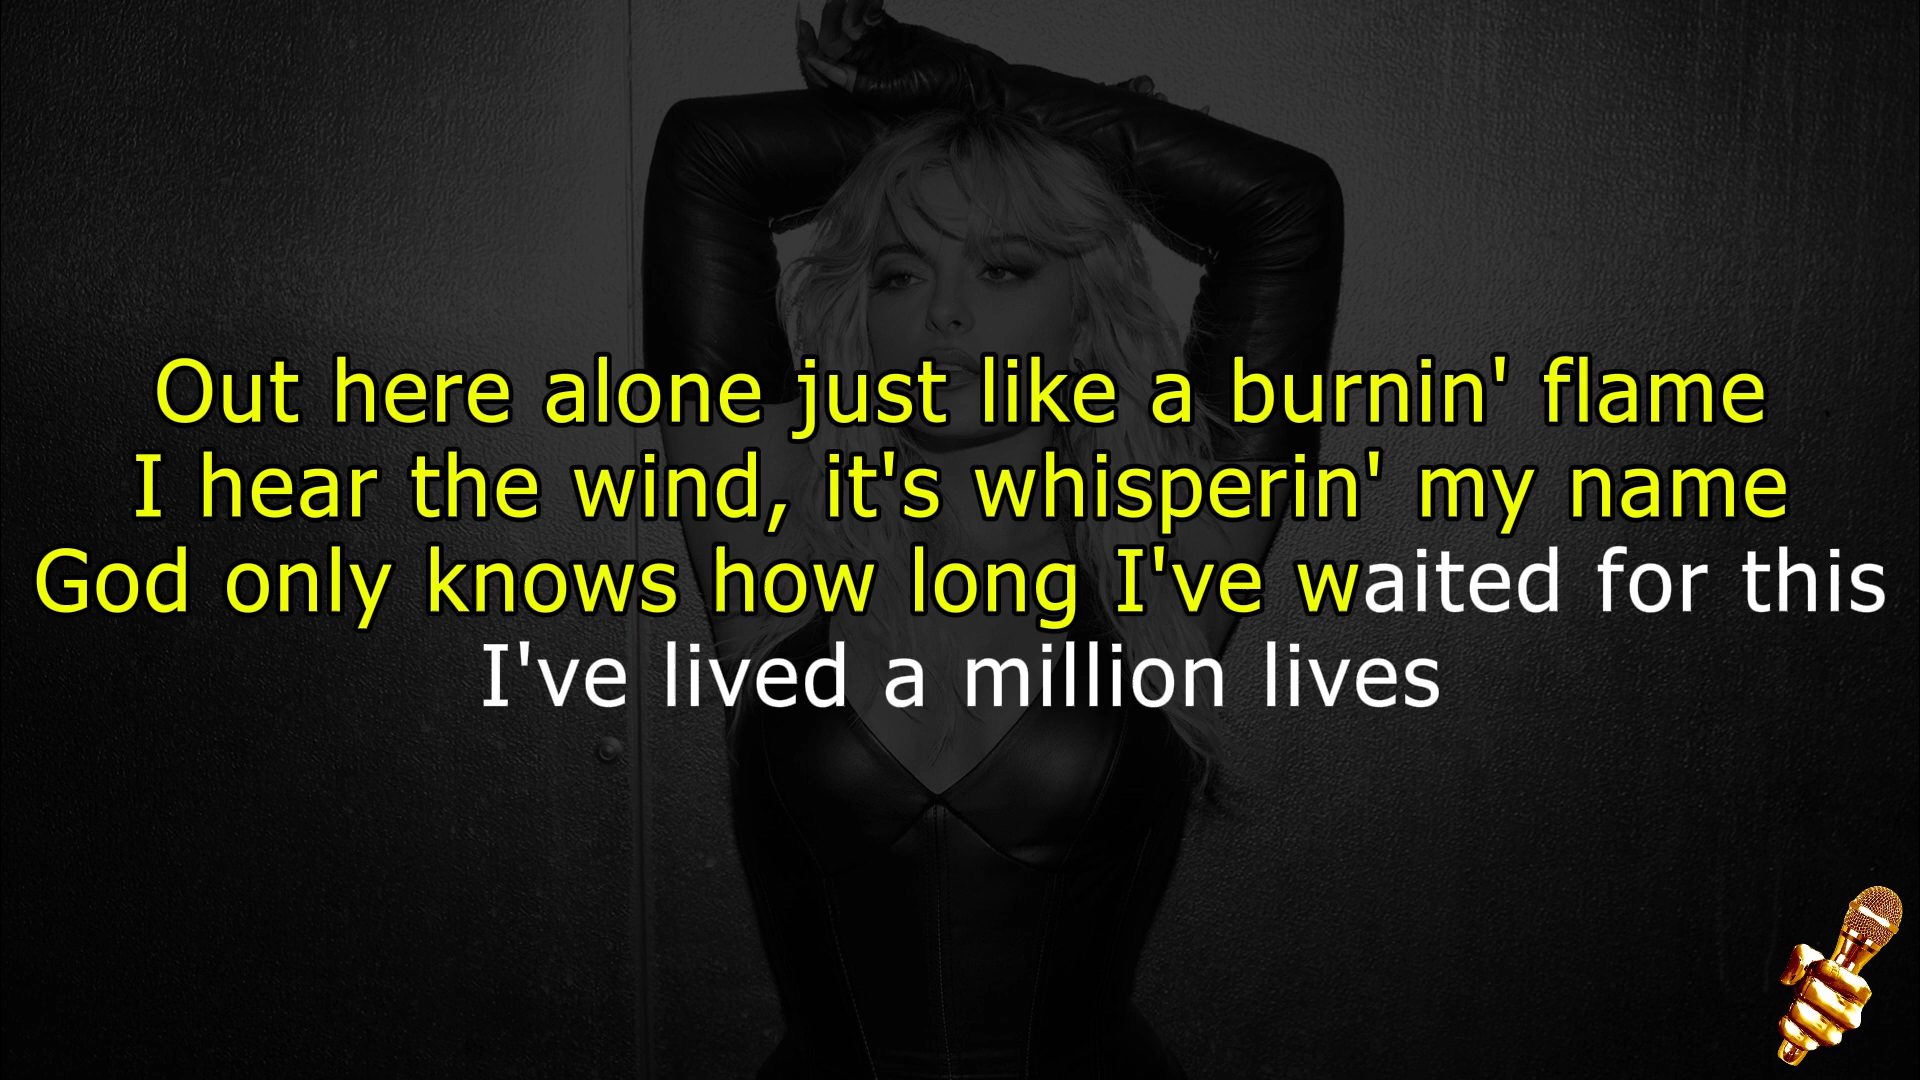 Out here alone just like a burnin' flame
I hear the wind, it's whisperin' my name
God only knows how long I've waited for this
I've lived a million lives